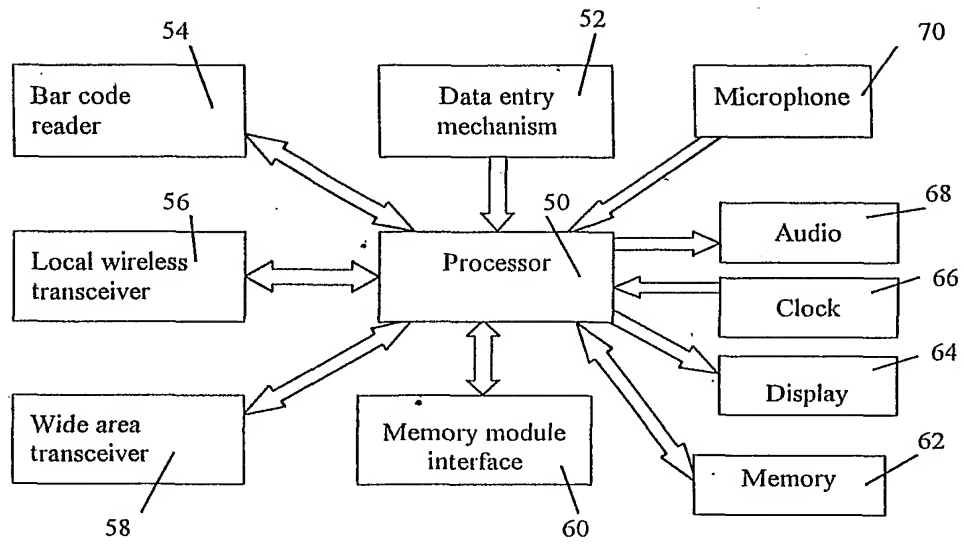 54
52
70
Bar code
reader
Data entry
mechanism
Microphone
56
50
68
Audio
Local wireless
transceiver
Processor
66
Clock
64
Display
Wide area
transceiver
Memory module
interface
62
Memory
58
60